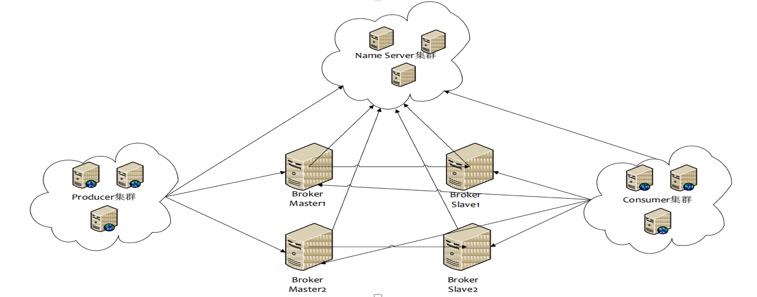 Name Server集群
Producer集群
Broker
Master1
Broker
Slave1
Consumer集群
Broker
Master2
Broker
Slave2